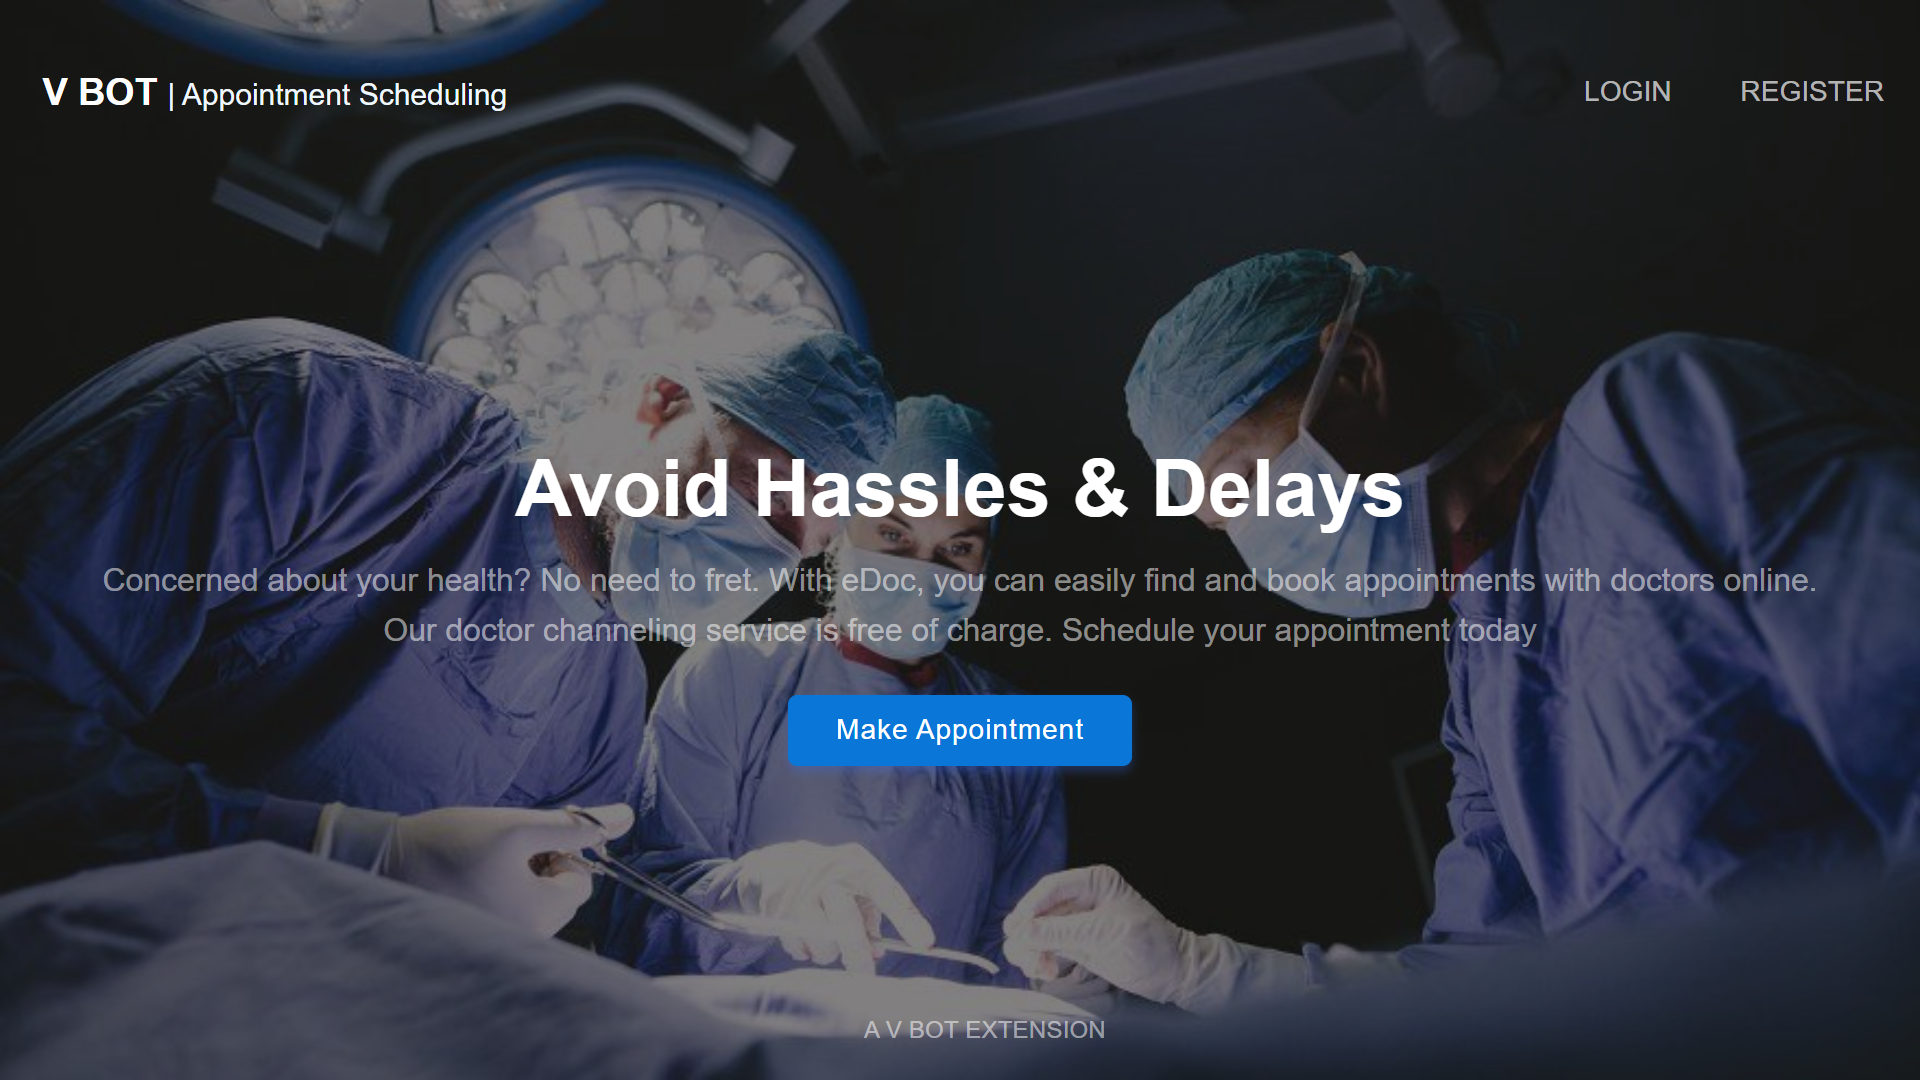 V BOT | Appointment Scheduling
LOGIN
REGISTER
Avoid Hassles & Delays
Concerned about your health? No need to fret. With eDoc, you can easily find and book appointments with doctors online.
Our doctor channeling service is free of charge. Schedule your appointment today
Make Appointment
A V BOT EXTENSION